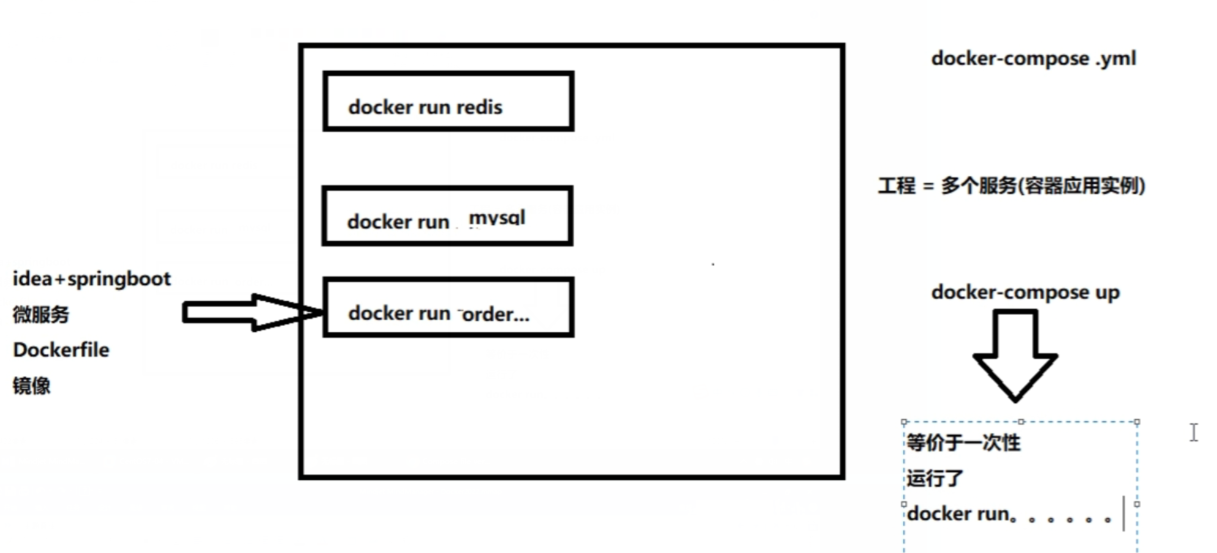 docker run redis
docker run mysql
docker run -order...
idea+springboot
微服务
Dockerfile
镜像
docker-compose .yml
工程 = 多个服务(容器应用实例)
docker-compose up
等价于一次性
运行了
docker run。。。。。。